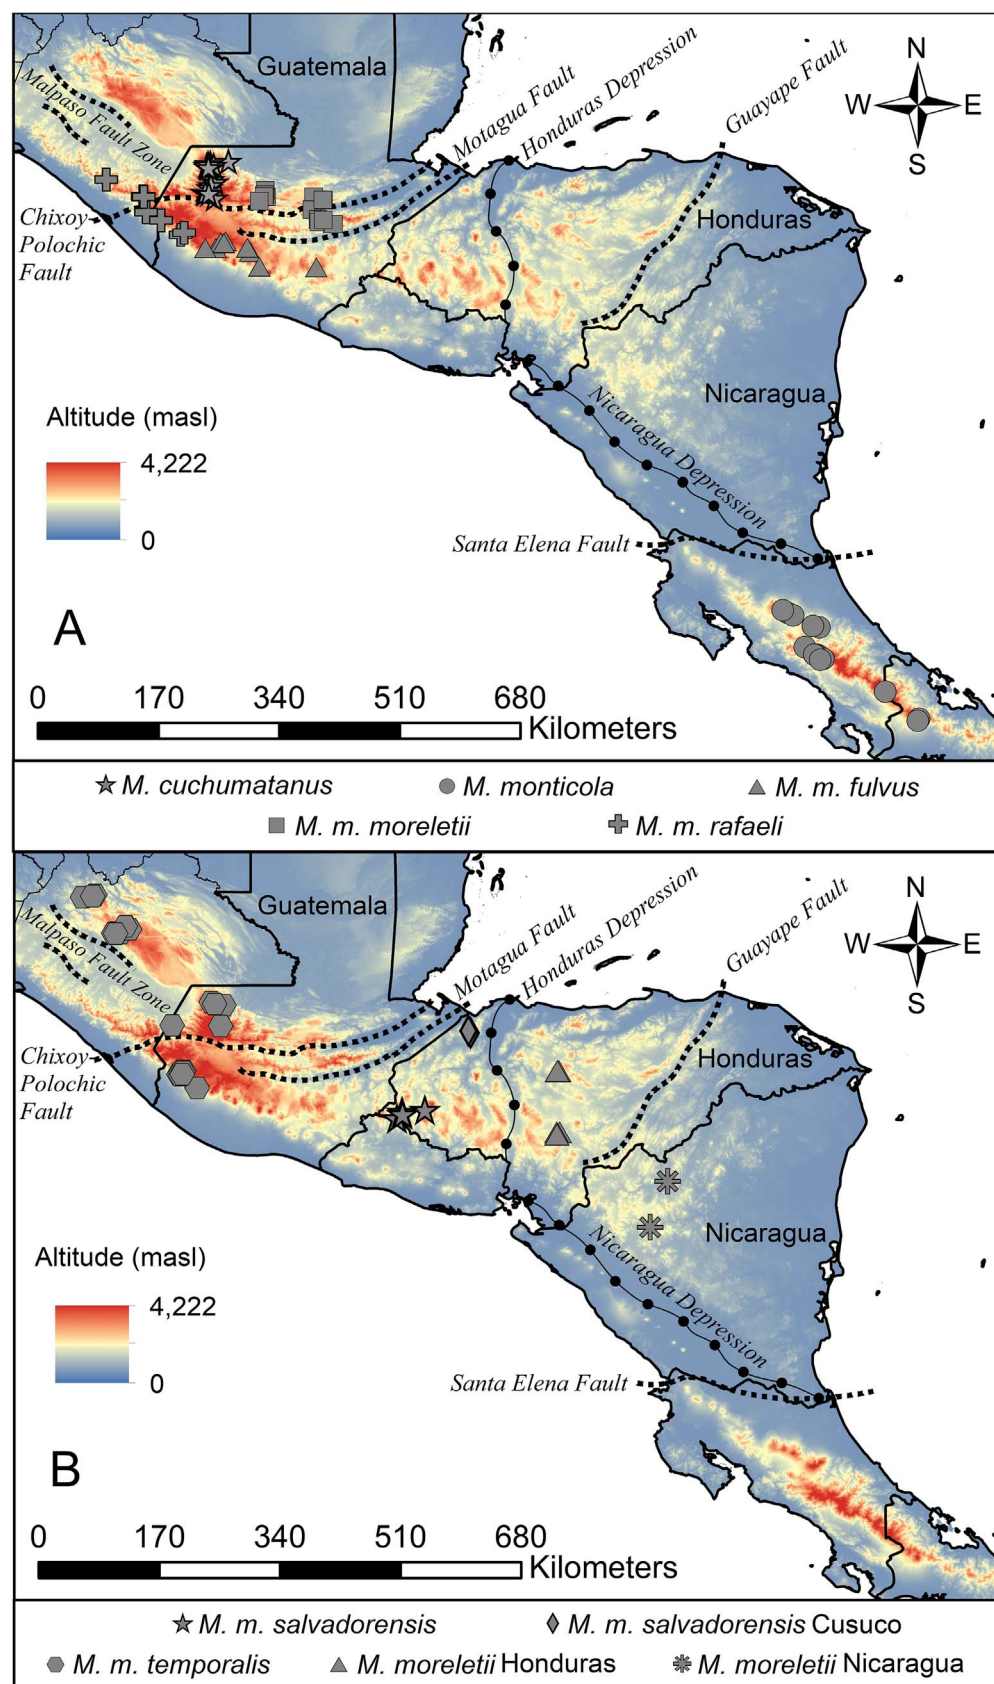 Guatemala
Malpaso Fault Zone
Motagua Fault
Honduras Depression
Guayape Fault
N
W E
S
Chixoy-
Polochic
Fault
Honduras
Nicaragua
Nicaragua Depression
Altitude (masl)
4,222
0
Santa Elena Fault
A
0 170 340 510 680
Kilometers
M. cuchumatanus
M. monticola
M. m. fulvus
M. m. moreletii
M. m. rafaeli
Guatemala
Malpaso Fault Zone
Motagua Fault
Honduras Depression
Guayape Fault
N
W E
S
Chixoy-
Polochic
Fault
Honduras
Nicaragua
Nicaragua Depression
Altitude (masl)
4,222
0
Santa Elena Fault
B
0 170 340 510 680
Kilometers
M. m. salvadorensis
M. m. salvadorensis Cusuco
M. m. temporalis
M. moreletii Honduras
M. moreletii Nicaragua